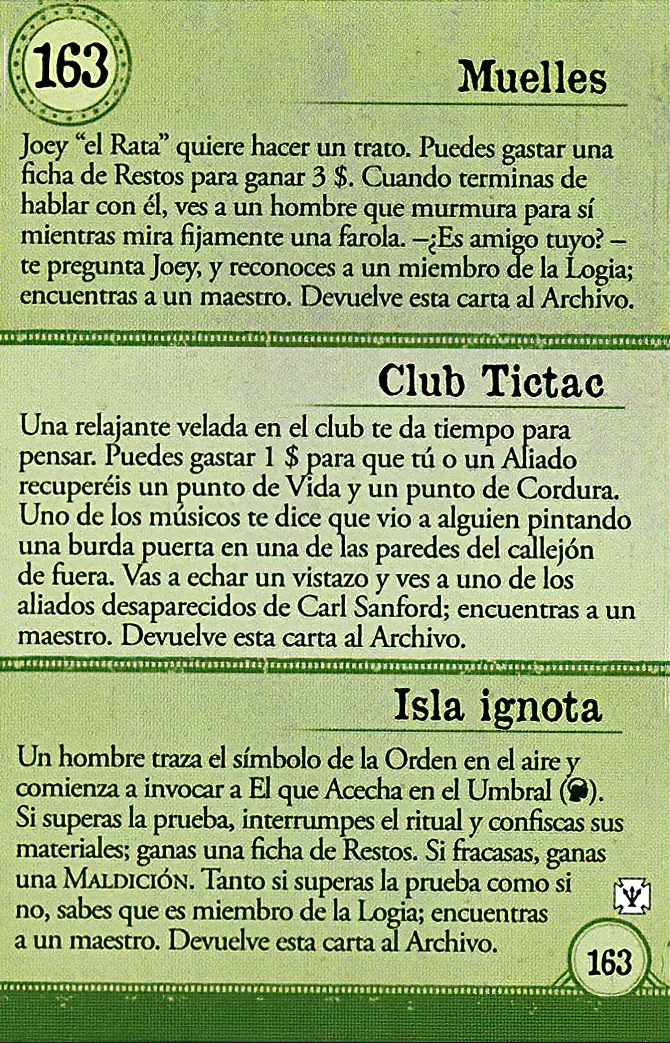 163
Muelles
Joey “el Rata” quiere hacer un trato. Puedes gastar una
ficha de Restos para ganar 3 $. Cuando terminas de
hablar con él, ves a un hombre que murmura para sí
mientras mira fijamente una farola. –¿Es amigo tuyo? –
te pregunta Joey, y reconoces a un miembro de la Logia;
encuentras a un maestro. Devuelve esta carta al Archivo.
Club Tictac
Una relajante velada en el club te da tiempo para
pensar. Puedes gastar 1 $ para que tú o un Aliado
recuperéis un punto de Vida y un punto de Cordura.
Uno de los músicos te dice que vio a alguien pintando
una burda puerta en una de las paredes del callejón
de fuera. Vas a echar un vistazo y ves a uno de los
aliados desaparecidos de Carl Sanford; encuentras a un
maestro. Devuelve esta carta al Archivo.
Isla ignota
Un hombre traza el símbolo de la Orden en el aire y
comienza a invocar a El que Acecha en el Umbral ().
Si superas la prueba, interrumpes el ritual y confiscas sus
materiales; ganas una ficha de Restos. Si fracasas, ganas
una MALDICIÓN. Tanto si superas la prueba como si
no, sabes que es miembro de la Logia; encuentras
a un maestro. Devuelve esta carta al Archivo.
163